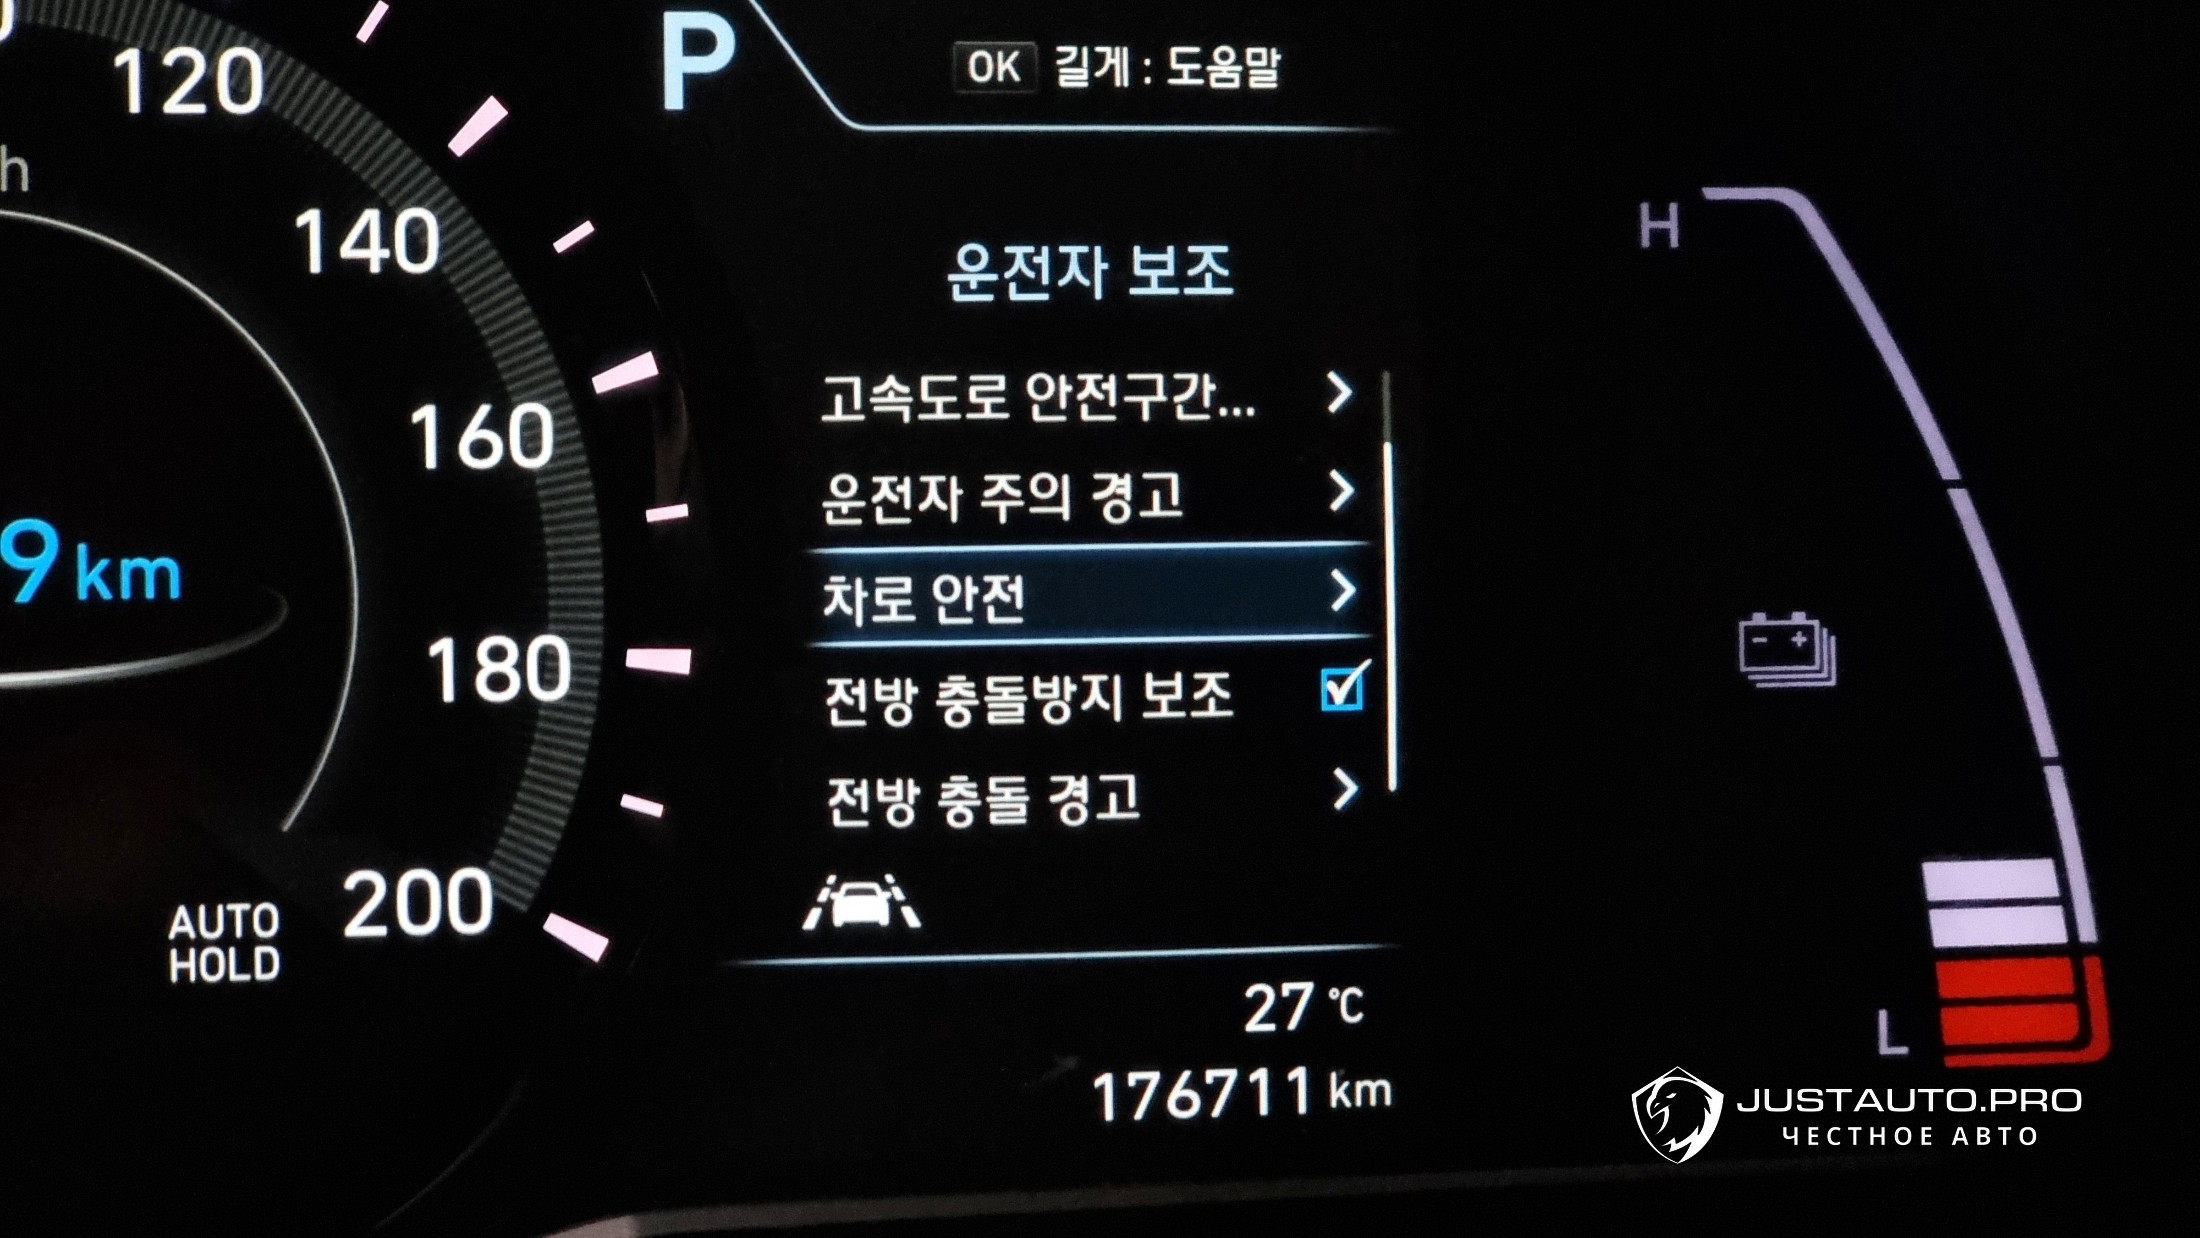 120
P
OK 길게 : 도움말
h
140
H
운전자 보조
고속도로 안전구간...
160
운전자 주의 경고
9 km
차로 안전
180
전방 충돌방지 보조
전방 충돌 경고
200
AUTO
HOLD
27 °C
L
176711 km
JUSTAUTO.PRO
ЧЕСТНОЕ АВТО